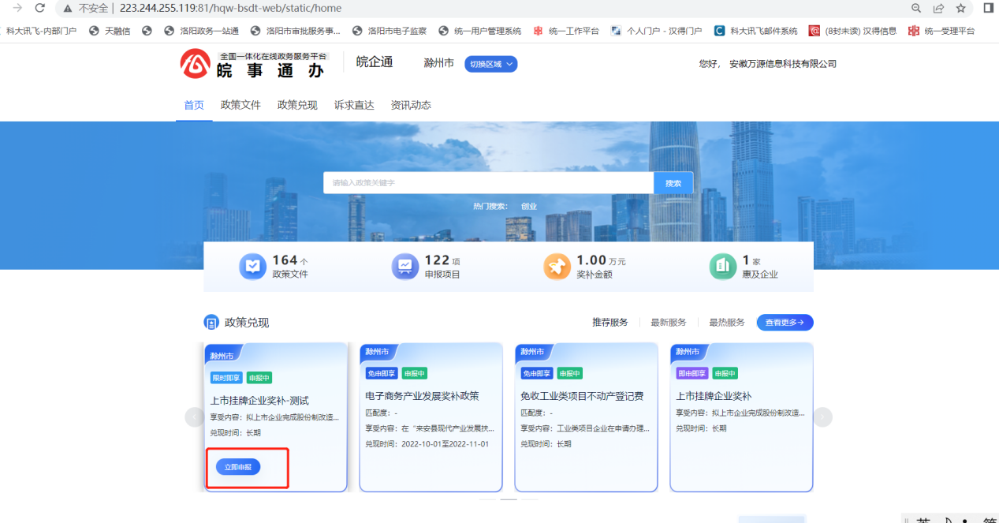 不安全 | 223.244.255.119:81/hqw-bsdt-web/static/home
科大讯飞-内部门户 天融信 洛阳政务一站通 洛阳市审批服务事... 洛阳市电子监察 统一用户管理系统 统一工作平台 个人门户 - 汉得门户 科大讯飞邮件系统 (8封未读) 汉得信息 统一受理平台
全国一体化在线政务服务平台
皖事通办
皖企通 滁州市 切换区域 您好， 安徽万源信息科技有限公司
首页 政策文件 政策兑现 诉求直达 资讯动态
请输入政策关键字 搜索
热门搜索： 创业
164 个 122 项 1.00 万元 1 家
政策文件 申报项目 奖补金额 惠及企业
政策兑现 推荐服务 最新服务 最热服务 查看更多→
滁州市
限时即享 申报中
上市挂牌企业奖补-测试
享受内容：拟上市企业完成股份制改造...
兑现时间：长期
立即申报
滁州市
免申即享 申报中
电子商务产业发展奖补政策
匹配度：-
享受内容：在“来安县现代产业发展扶...
兑现时间：2022-10-01至2022-11-01
滁州市
免申即享 申报中
免收工业类项目不动产登记费
匹配度：-
享受内容：工业类项目企业在申请办理...
兑现时间：长期
滁州市
即申即享 申报中
上市挂牌企业奖补
享受内容：拟上市企业完成股份制改造...
兑现时间：长期